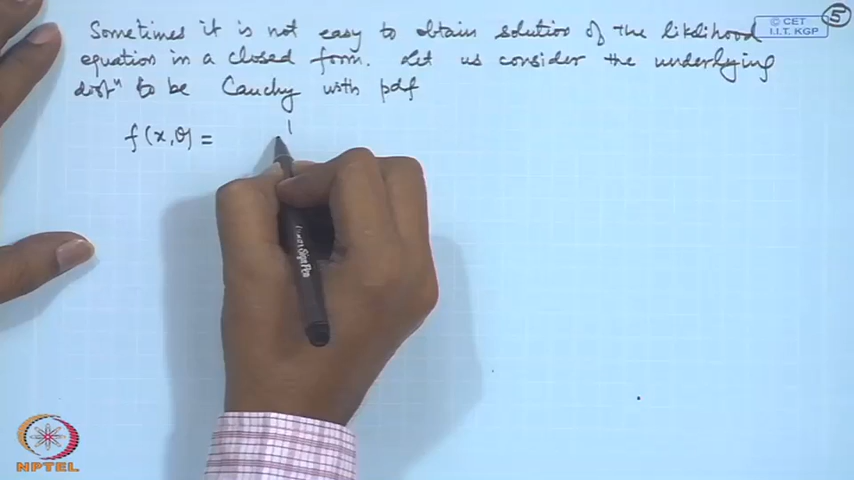 Sometimes it is not easy to obtain solution of the likelihood
equation in a closed form. Let us consider the underlying
distⁿ to be Cauchy with pdf
f(x,θ) = 1
© CET
I.I.T. KGP
5
NPTEL